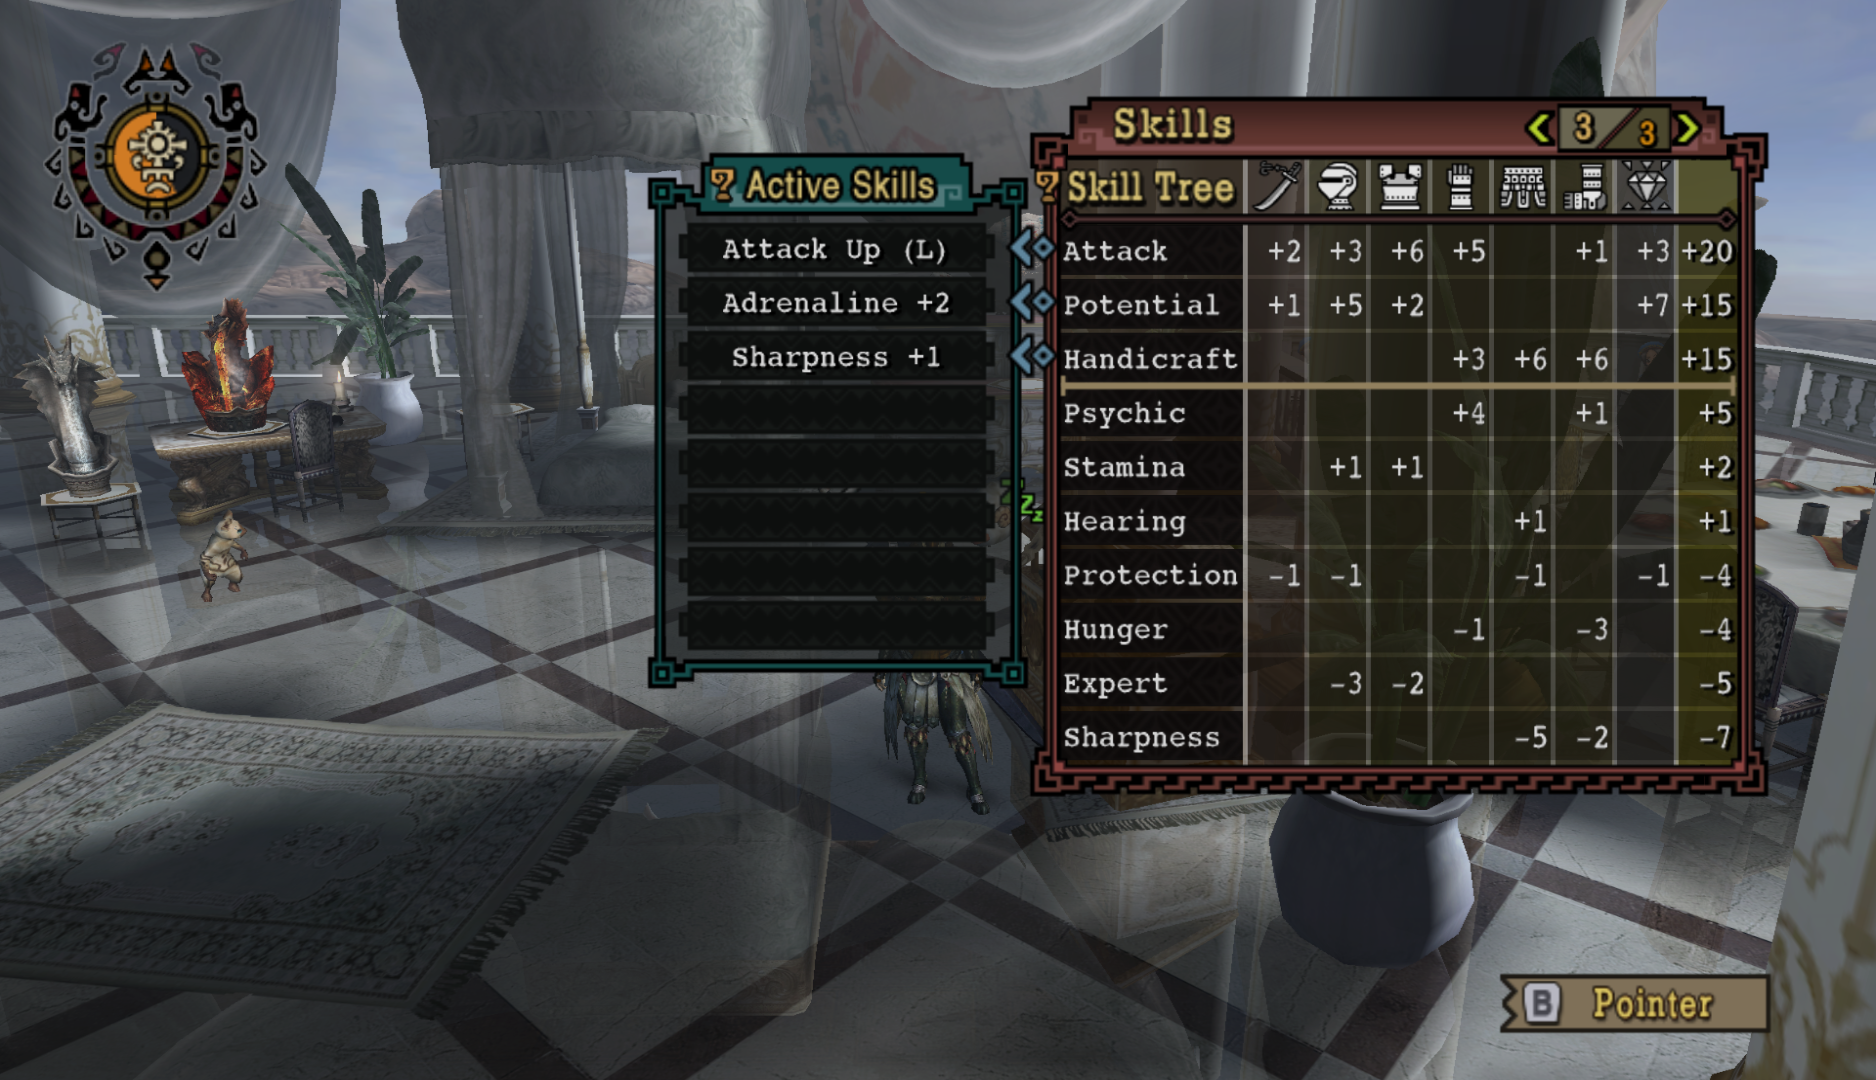 Skills
3/3
? Active Skills
? Skill Tree
Attack Up (L)
Adrenaline +2
Sharpness +1
Attack +2 +3 +6 +5 +1 +3 +20
Potential +1 +5 +2 +7 +15
Handicraft +3 +6 +6 +15
Psychic +4 +1 +5
Stamina +1 +1 +2
Hearing +1 +1
Protection -1 -1 -1 -1 -4
Hunger -1 -3 -4
Expert -3 -2 -5
Sharpness -5 -2 -7
Z Z z
B Pointer